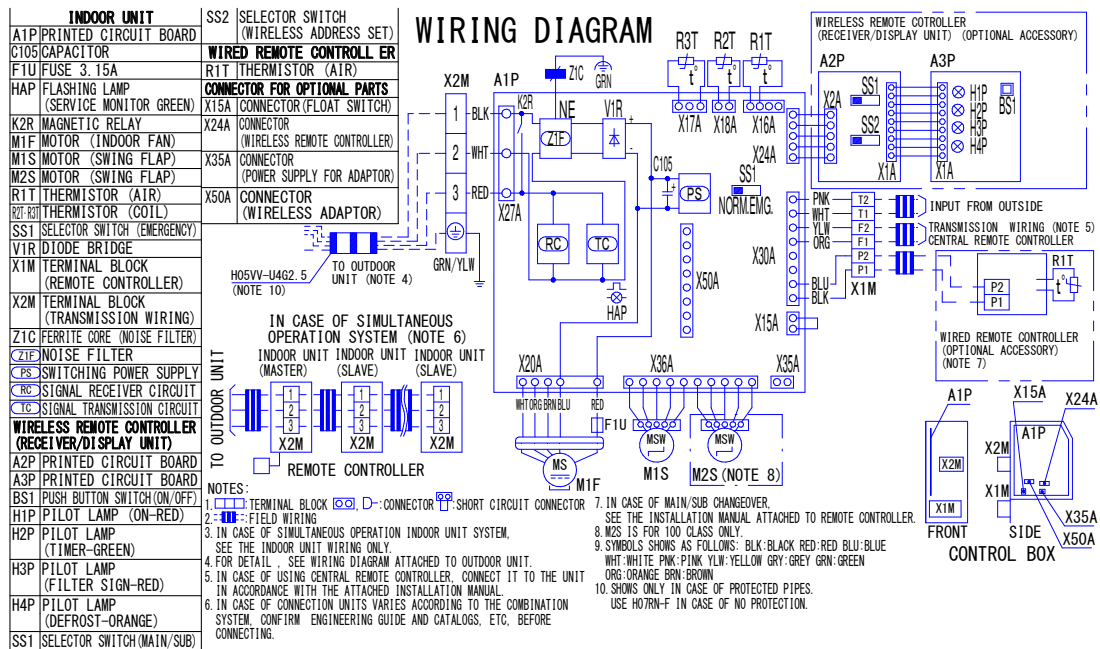 INDOOR UNIT
A1P PRINTED CIRCUIT BOARD
C105 CAPACITOR
F1U FUSE 3.15A
HAP FLASHING LAMP
(SERVICE MONITOR GREEN)
K2R MAGNETIC RELAY
M1F MOTOR (INDOOR FAN)
M1S MOTOR (SWING FLAP)
M2S MOTOR (SWING FLAP)
R1T THERMISTOR (AIR)
R2T·R3T THERMISTOR (COIL)
SS1 SELECTOR SWITCH (EMERGENCY)
V1R DIODE BRIDGE
X1M TERMINAL BLOCK
(REMOTE CONTROLLER)
X2M TERMINAL BLOCK
(TRANSMISSION WIRING)
Z1C FERRITE CORE (NOISE FILTER)
Z1F NOISE FILTER
PS SWITCHING POWER SUPPLY
RC SIGNAL RECEIVER CIRCUIT
TC SIGNAL TRANSMISSION CIRCUIT
WIRELESS REMOTE CONTROLLER
(RECEIVER/DISPLAY UNIT)
A2P PRINTED CIRCUIT BOARD
A3P PRINTED CIRCUIT BOARD
BS1 PUSH BUTTON SWITCH(ON/OFF)
H1P PILOT LAMP (ON-RED)
H2P PILOT LAMP
(TIMER-GREEN)
H3P PILOT LAMP
(FILTER SIGN-RED)
H4P PILOT LAMP
(DEFROST-ORANGE)
SS1 SELECTOR SWITCH(MAIN/SUB)
SS2 SELECTOR SWITCH
(WIRELESS ADDRESS SET)
WIRED REMOTE CONTROLL ER
R1T THERMISTOR (AIR)
CONNECTOR FOR OPTIONAL PARTS
X15A CONNECTOR(FLOAT SWITCH)
X24A CONNECTOR
(WIRELESS REMOTE CONTROLLER)
X35A CONNECTOR
(POWER SUPPLY FOR ADAPTOR)
X50A CONNECTOR
(WIRELESS ADAPTOR)
WIRING DIAGRAM
X2M
1
2
3
BLK
WHT
RED
GRN/YLW
H05VV-U4G2.5
(NOTE 10)
TO OUTDOOR
UNIT (NOTE 4)
A1P
K2R
X27A
Z1C
GRN
NE
Z1F
V1R
+
-
C105
+
PS
RC
TC
HAP
R3T R2T R1T
t° t° t°
X17A X18A X16A
SS1
NORM.EMG.
X24A
X30A
X50A
X15A
X35A
X20A
X36A
WHT ORG BRN BLU RED
F1U
MS
M1F
MSW
M1S
MSW
M2S (NOTE 8)
WIRELESS REMOTE COTROLLER
(RECEIVER/DISPLAY UNIT) (OPTIONAL ACCESSORY)
A2P
A3P
X2A
SS1
SS2
X1A
X1A
H1P
H2P
H3P
H4P
BS1
PNK T2
WHT T1
YLW F2
ORG F1
P2
BLU P1
BLK
X1M
INPUT FROM OUTSIDE
TRANSMISSION WIRING (NOTE 5)
CENTRAL REMOTE CONTROLLER
R1T
t°
P2
P1
WIRED REMOTE CONTROLLER
(OPTIONAL ACCESSORY)
(NOTE 7)
IN CASE OF SIMULTANEOUS
OPERATION SYSTEM (NOTE 6)
INDOOR UNIT INDOOR UNIT INDOOR UNIT
(MASTER) (SLAVE) (SLAVE)
TO OUTDOOR UNIT
1 1 1
2 2 2
3 3 3
X2M X2M X2M
REMOTE CONTROLLER
A1P
X2M
X1M
FRONT
X15A
X24A
A1P
X2M
X1M
X35A
X50A
SIDE
CONTROL BOX
NOTES:
1. :TERMINAL BLOCK , :CONNECTOR :SHORT CIRCUIT CONNECTOR
2. :FIELD WIRING
3. IN CASE OF SIMULTANEOUS OPERATION INDOOR UNIT SYSTEM,
SEE THE INDOOR UNIT WIRING ONLY.
4. FOR DETAIL , SEE WIRING DIAGRAM ATTACHED TO OUTDOOR UNIT.
5. IN CASE OF USING CENTRAL REMOTE CONTROLLER, CONNECT IT TO THE UNIT
IN ACCORDANCE WITH THE ATTACHED INSTALLATION MANUAL.
6. IN CASE OF CONNECTION UNITS VARIES ACCORDING TO THE COMBINATION
SYSTEM, CONFIRM ENGINEERING GUIDE AND CATALOGS, ETC, BEFORE
CONNECTING.
7. IN CASE OF MAIN/SUB CHANGEOVER,
SEE THE INSTALLATION MANUAL ATTACHED TO REMOTE CONTROLLER.
8. M2S IS FOR 100 CLASS ONLY.
9. SYMBOLS SHOWS AS FOLLOWS: BLK:BLACK RED:RED BLU:BLUE
WHT:WHITE PNK:PINK YLW:YELLOW GRY:GREY GRN:GREEN
ORG:ORANGE BRN:BROWN
10. SHOWS ONLY IN CASE OF PROTECTED PIPES.
USE H07RN-F IN CASE OF NO PROTECTION.